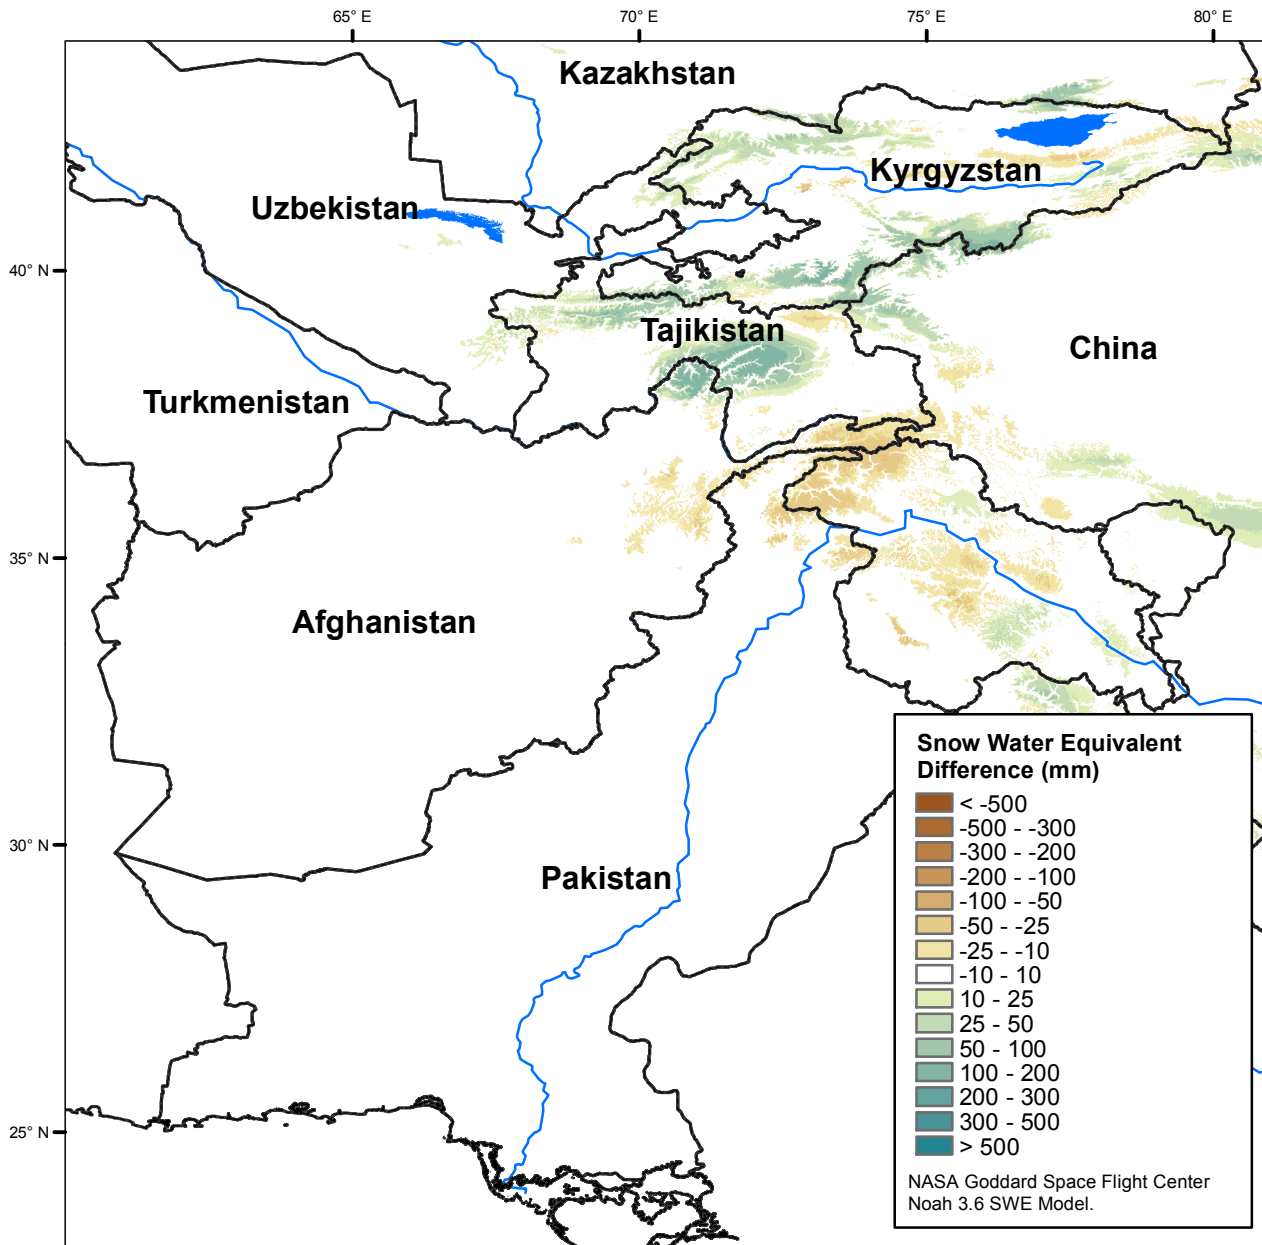 65° E
70° E
75° E
80° E
Kazakhstan
Kyrgyzstan
Uzbekistan
40° N
Tajikistan
China
Turkmenistan
35° N
Afghanistan
Snow Water Equivalent
Difference (mm)
< -500
-500 - -300
-300 - -200
-200 - -100
-100 - -50
-50 - -25
-25 - -10
-10 - 10
10 - 25
25 - 50
50 - 100
100 - 200
200 - 300
300 - 500
> 500
NASA Goddard Space Flight Center
Noah 3.6 SWE Model.
30° N
Pakistan
25° N